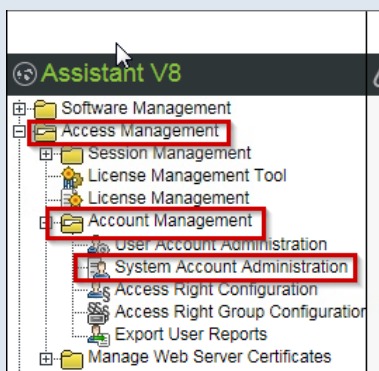 Assistant V8
Software Management
Access Management
Session Management
License Management Tool
License Management
Account Management
User Account Administration
System Account Administration
Access Right Configuration
Access Right Group Configuration
Export User Reports
Manage Web Server Certificates